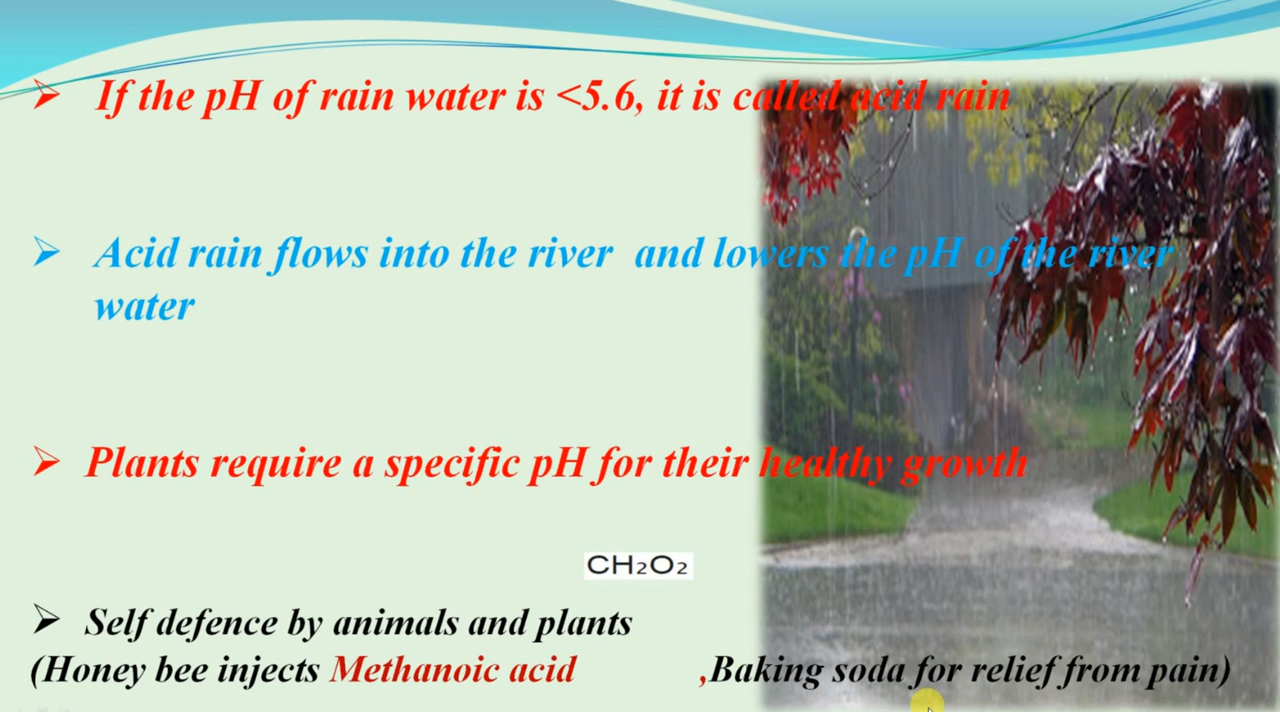 If the pH of rain water is <5.6, it is called acid rain
Acid rain flows into the river and lowers the pH of the river
water
Plants require a specific pH for their healthy growth
CH₂O₂
Self defence by animals and plants
(Honey bee injects Methanoic acid ,Baking soda for relief from pain)